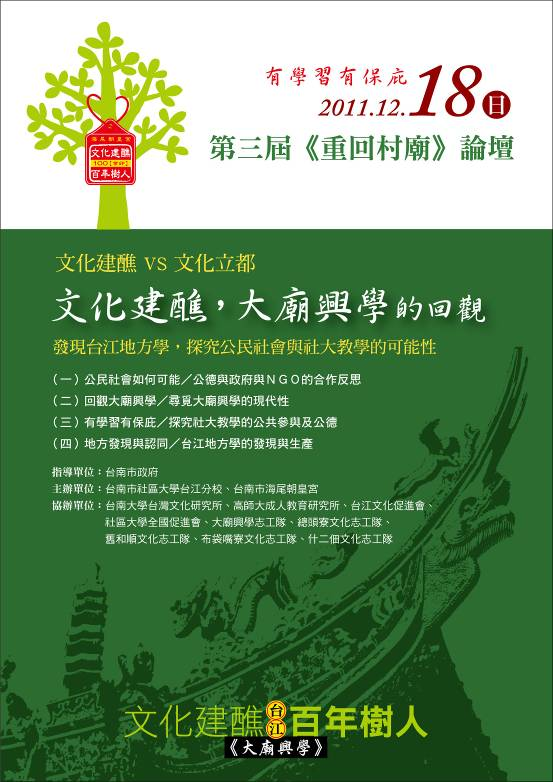 有學習有保庇
2011.12.18日
第三屆《重回村廟》論壇
海尾朝皇宮
文化建醮
100【會評】
百年樹人
文化建醮 VS 文化立都
文化建醮，大廟興學的回觀
發現台江地方學，探究公民社會與社大教學的可能性
（一）公民社會如何可能／公德與政府與ＮＧＯ的合作反思
（二）回觀大廟興學／尋覓大廟興學的現代性
（三）有學習有保庇／探究社大教學的公共參與及公德
（四）地方發現與認同／台江地方學的發現與生產
指導單位：台南市政府
主辦單位：台南市社區大學台江分校、台南市海尾朝皇宮
協辦單位：台南大學台灣文化研究所、高師大成人教育研究所、台江文化促進會、
社區大學全國促進會、大廟興學志工隊、總頭寮文化志工隊、
舊和順文化志工隊、布袋嘴寮文化志工隊、什二佃文化志工隊
文化建醮台江百年樹人
《大廟興學》